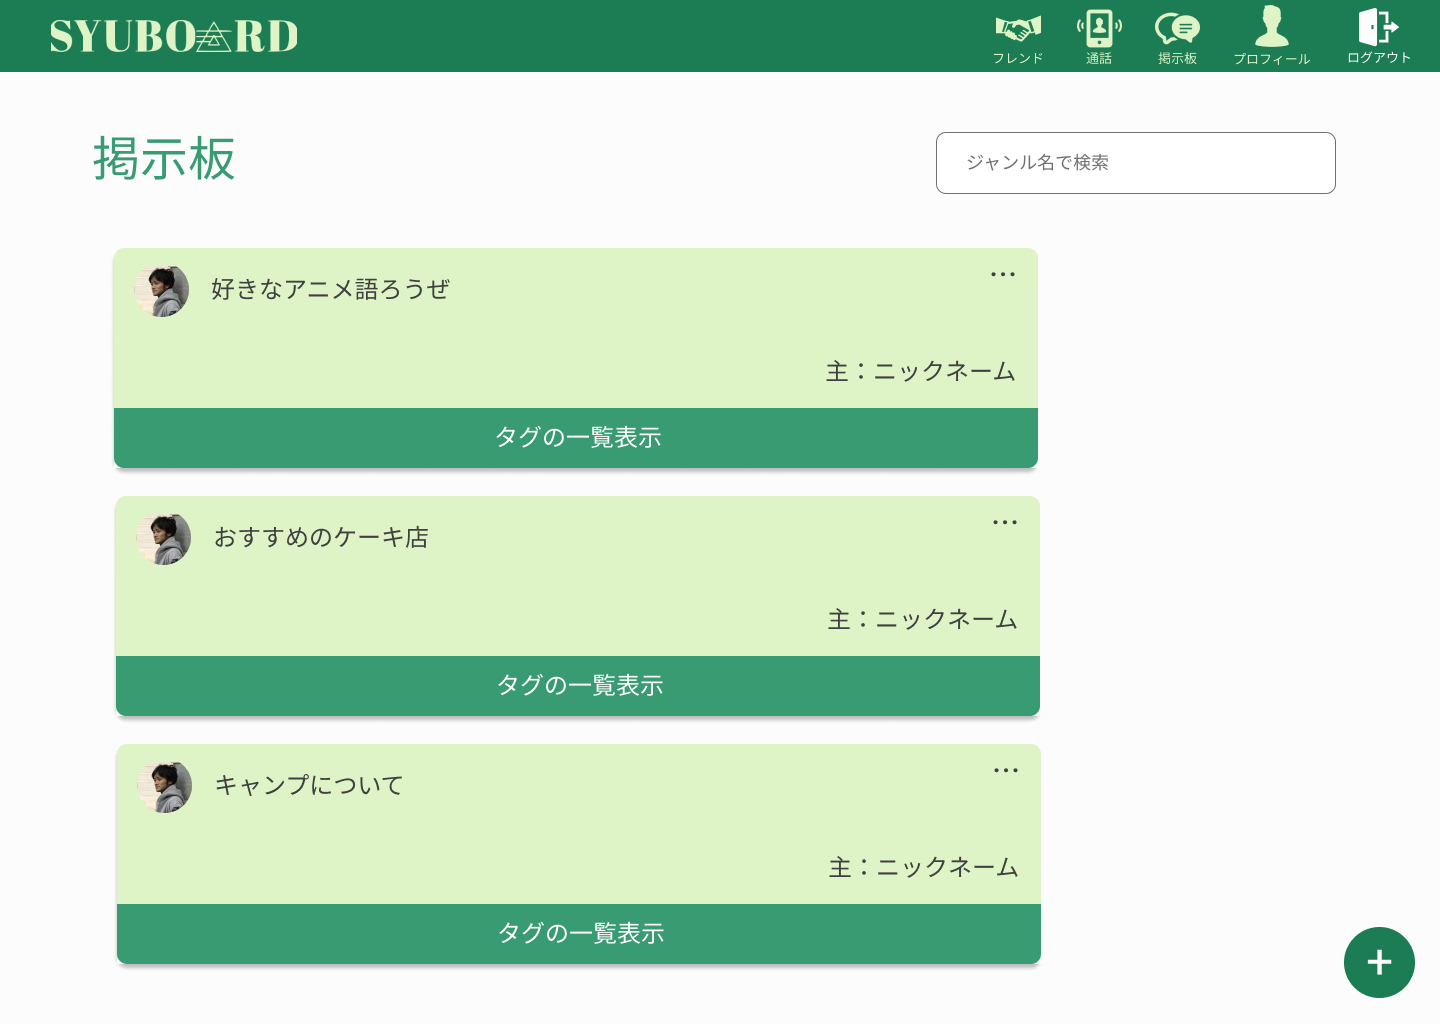 SYUBOARD
フレンド
通話
掲示板
プロフィール
ログアウト
掲示板
ジャンル名で検索
好きなアニメ語ろうぜ
…
主：ニックネーム
タグの一覧表示
おすすめのケーキ店
…
主：ニックネーム
タグの一覧表示
キャンプについて
…
主：ニックネーム
タグの一覧表示
+